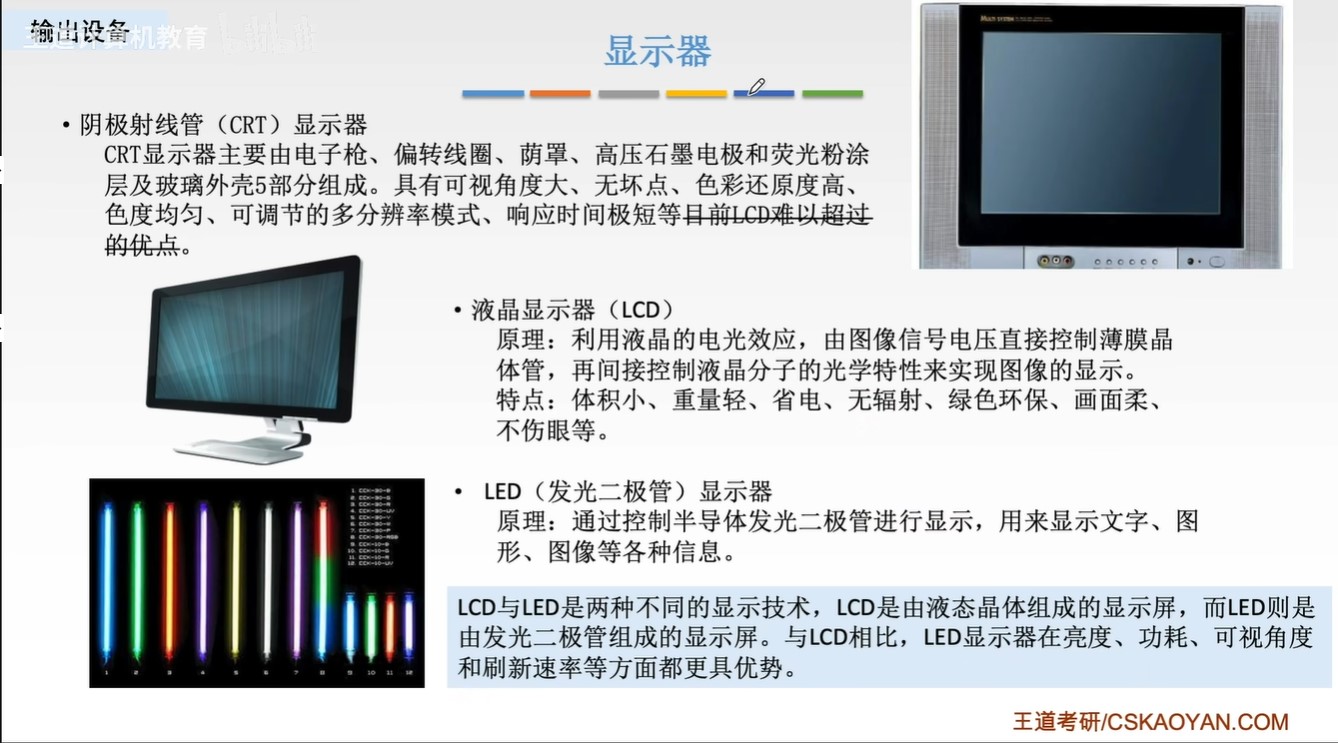 输出设备
王道计算机教育
显示器
MULTI SYSTEM
• 阴极射线管（CRT）显示器
CRT显示器主要由电子枪、偏转线圈、荫罩、高压石墨电极和荧光粉涂
层及玻璃外壳5部分组成。具有可视角度大、无坏点、色彩还原度高、
色度均匀、可调节的多分辨率模式、响应时间极短等目前LCD难以超过
的优点。
• 液晶显示器（LCD）
原理：利用液晶的电光效应，由图像信号电压直接控制薄膜晶
体管，再间接控制液晶分子的光学特性来实现图像的显示。
特点：体积小、重量轻、省电、无辐射、绿色环保、画面柔、
不伤眼等。
• LED（发光二极管）显示器
原理：通过控制半导体发光二极管进行显示，用来显示文字、图
形、图像等各种信息。
1 2 3 4 5 6 7 8 9 10 11 12
LCD与LED是两种不同的显示技术，LCD是由液态晶体组成的显示屏，而LED则是
由发光二极管组成的显示屏。与LCD相比，LED显示器在亮度、功耗、可视角度
和刷新速率等方面都更具优势。
王道考研/CSKAOYAN.COM